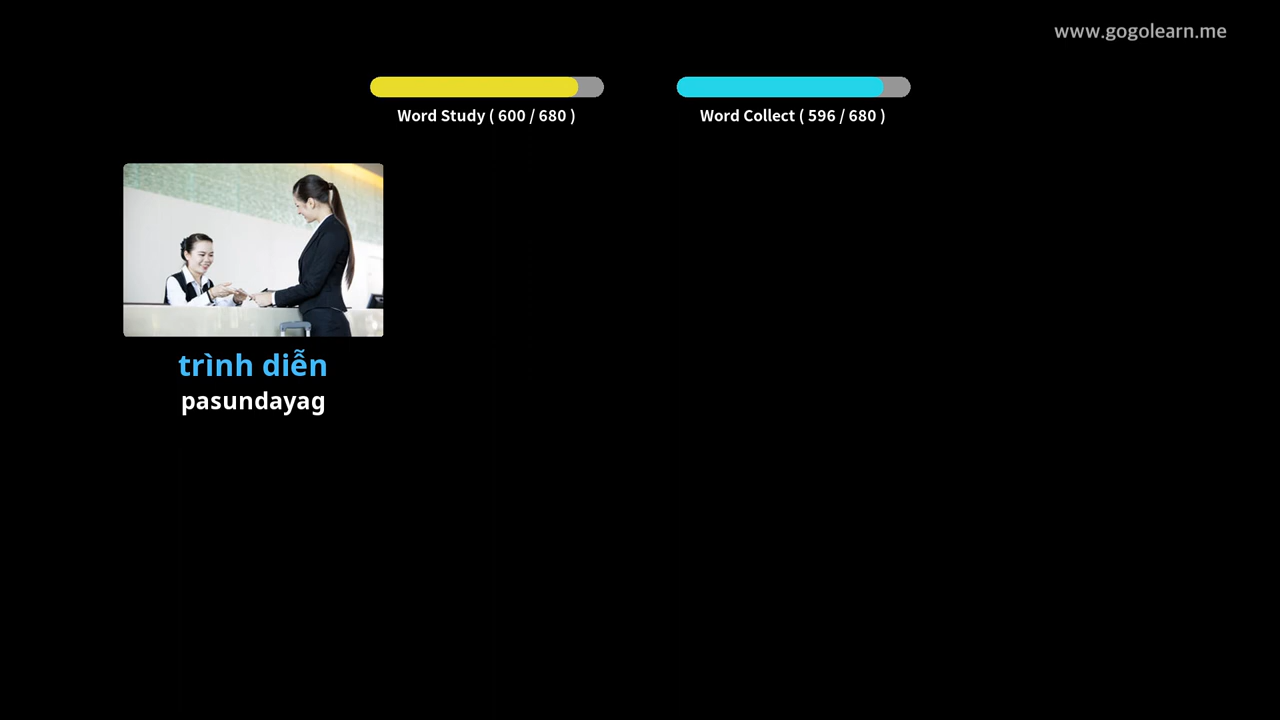 www.gogolearn.me
Word Study ( 600 / 680 )
Word Collect ( 596 / 680 )
trình diễn
pasundayag